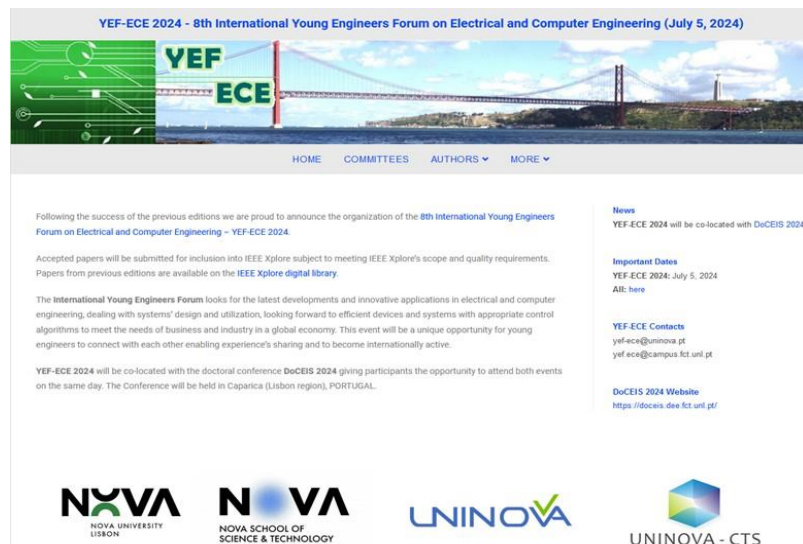 YEF-ECE 2024 - 8th International Young Engineers Forum on Electrical and Computer Engineering (July 5, 2024)
YEF
ECE
HOME COMMITTEES AUTHORS MORE
Following the success of the previous editions we are proud to announce the organization of the 8th International Young Engineers
Forum on Electrical and Computer Engineering – YEF-ECE 2024.
Accepted papers will be submitted for inclusion into IEEE Xplore subject to meeting IEEE Xplore's scope and quality requirements.
Papers from previous editions are available on the IEEE Xplore digital library.
The International Young Engineers Forum looks for the latest developments and innovative applications in electrical and computer
engineering, dealing with systems' design and utilization, looking forward to efficient devices and systems with appropriate control
algorithms to meet the needs of business and industry in a global economy. This event will be a unique opportunity for young
engineers to connect with each other enabling experience's sharing and to become internationally active.
YEF-ECE 2024 will be co-located with the doctoral conference DoCEIS 2024 giving participants the opportunity to attend both events
on the same day. The Conference will be held in Caparica (Lisbon region), PORTUGAL.
News
YEF-ECE 2024 will be co-located with DoCEIS 2024
Important Dates
YEF-ECE 2024: July 5, 2024
All: here
YEF-ECE Contacts
yef-ece@uninova.pt
yef.ece@campus.fct.unl.pt
DoCEIS 2024 Website
https://doceis.dee.fct.unl.pt/
NOVA
NOVA UNIVERSITY
LISBON
NOVA
NOVA SCHOOL OF
SCIENCE & TECHNOLOGY
UNINOVA
UNINOVA - CTS